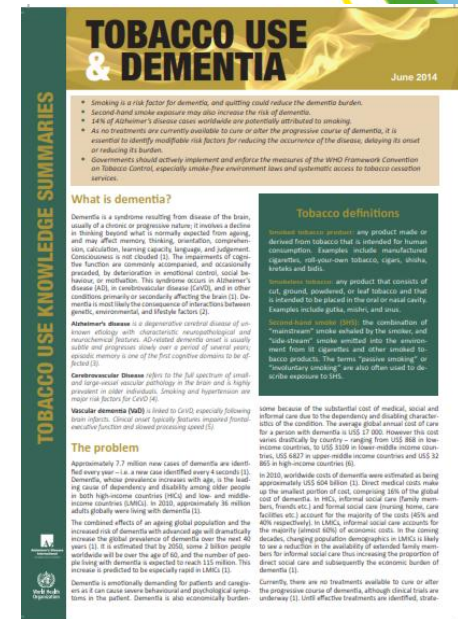 TOBACCO USE
& DEMENTIA
June 2014
TOBACCO USE KNOWLEDGE SUMMARIES
* Smoking is a risk factor for dementia, and quitting could reduce the dementia burden.
* Second-hand smoke exposure may also increase the risk of dementia.
* 14% of Alzheimer's disease cases worldwide are potentially attributed to smoking.
* As no treatments are currently available to cure or alter the progressive course of dementia, it is
essential to identify modifiable risk factors for reducing the occurrence of the disease, delaying its onset
or reducing its burden.
* Governments should actively implement and enforce the measures of the WHO Framework Convention
on Tobacco Control, especially smoke-free environment laws and systematic access to tobacco cessation
services.
What is dementia?
Dementia is a syndrome resulting from disease of the brain,
usually of a chronic or progressive nature; it involves a decline
in thinking beyond what is normally expected from ageing,
and may affect memory, thinking, orientation, comprehen-
sion, calculation, learning capacity, language, and judgement.
Consciousness is not clouded (1). The impairments of cogni-
tive function are commonly accompanied, and occasionally
preceded, by deterioration in emotional control, social be-
haviour, or motivation. This syndrome occurs in Alzheimer's
disease (AD), in cerebrovascular disease (CeVD), and in other
conditions primarily or secondarily affecting the brain (1). De-
mentia is most likely the consequence of interactions between
genetic, environmental, and lifestyle factors (2).
Alzheimer's disease is a degenerative cerebral disease of un-
known etiology with characteristic neuropathological and
neurochemical features. AD-related dementia onset is usually
subtle and progresses slowly over a period of several years;
episodic memory is one of the first cognitive domains to be af-
fected (3).
Cerebrovascular Disease refers to the full spectrum of small-
and large-vessel vascular pathology in the brain and is highly
prevalent in older individuals. Smoking and hypertension are
major risk factors for CeVD (4).
Vascular dementia (VaD) is linked to CeVD, especially following
brain infarcts. Clinical onset typically features impaired frontal-
executive function and slowed processing speed (5).
The problem
Approximately 7.7 million new cases of dementia are identi-
fied every year – i.e. a new case identified every 4 seconds (1).
Dementia, whose prevalence increases with age, is the lead-
ing cause of dependency and disability among older people
in both high-income countries (HICs) and low- and middle-
income countries (LMICs). In 2010, approximately 36 million
adults globally were living with dementia (1).
The combined effects of an ageing global population and the
increased risk of dementia with advanced age will dramatically
increase the global prevalence of dementia over the next 40
years (1). It is estimated that by 2050, some 2 billion people
worldwide will be over the age of 60, and the number of peo-
ple living with dementia is expected to reach 115 million. This
increase is predicted to be especially rapid in LMICs (1).
Dementia is emotionally demanding for patients and caregiv-
ers as it can cause severe behavioural and psychological symp-
toms in the patient. Dementia is also economically burden-
Tobacco definitions
Smoked tobacco product: any product made or
derived from tobacco that is intended for human
consumption. Examples include manufactured
cigarettes, roll-your-own tobacco, cigars, shisha,
kreteks and bidis.
Smokeless tobacco: any product that consists of
cut, ground, powdered, or leaf tobacco and that
is intended to be placed in the oral or nasal cavity.
Examples include gutka, mishri, and snus.
Second-hand smoke (SHS): the combination of
"mainstream" smoke exhaled by the smoker, and
"side-stream" smoke emitted into the environ-
ment from lit cigarettes and other smoked to-
bacco products. The terms "passive smoking" or
"involuntary smoking" are also often used to de-
scribe exposure to SHS.
some because of the substantial cost of medical, social and
informal care due to the dependency and disabling character-
istics of the condition. The average global annual cost of care
for a person with dementia is US$ 17 000. However this cost
varies drastically by country – ranging from US$ 868 in low-
income countries, to US$ 3109 in lower-middle income coun-
tries, US$ 6827 in upper-middle income countries and US$ 32
865 in high-income countries (6).
In 2010, worldwide costs of dementia were estimated as being
approximately US$ 604 billion (1). Direct medical costs make
up the smallest portion of cost, comprising 16% of the global
cost of dementia. In HICs, informal social care (family mem-
bers, friends etc.) and formal social care (nursing home, care
facilities etc.) account for the majority of the costs (45% and
40% respectively). In LMICs, informal social care accounts for
the majority (almost 60%) of economic costs. In the coming
decades, changing population demographics in LMICs is likely
to see a reduction in the availability of extended family mem-
bers for informal social care thus increasing the proportion of
direct social care and subsequently the economic burden of
dementia (1).
Currently, there are no treatments available to cure or alter
the progressive course of dementia, although clinical trials are
underway (1). Until effective treatments are identified, strate-
Alzheimer's Disease
International
World Health
Organization